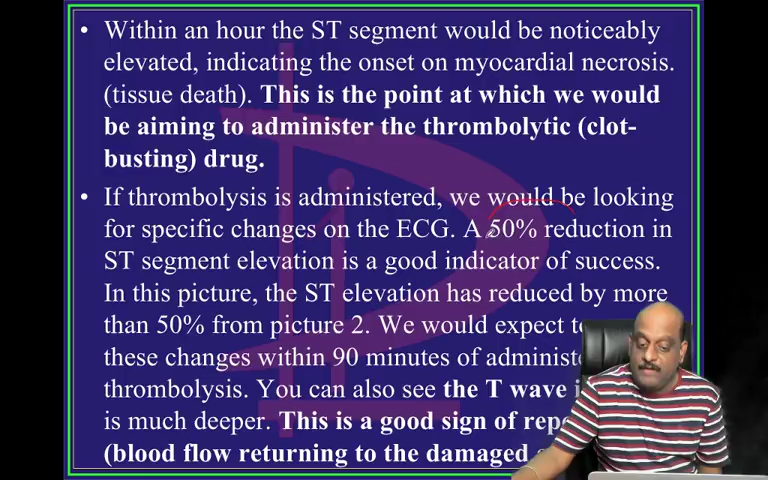 • Within an hour the ST segment would be noticeably
elevated, indicating the onset on myocardial necrosis.
(tissue death). This is the point at which we would
be aiming to administer the thrombolytic (clot-
busting) drug.
• If thrombolysis is administered, we would be looking
for specific changes on the ECG. A 50% reduction in
ST segment elevation is a good indicator of success.
In this picture, the ST elevation has reduced by more
than 50% from picture 2. We would expect
these changes within 90 minutes of
thrombolysis. You can also see the T wave
is much deeper. This is a good sign of
(blood flow returning to the damaged